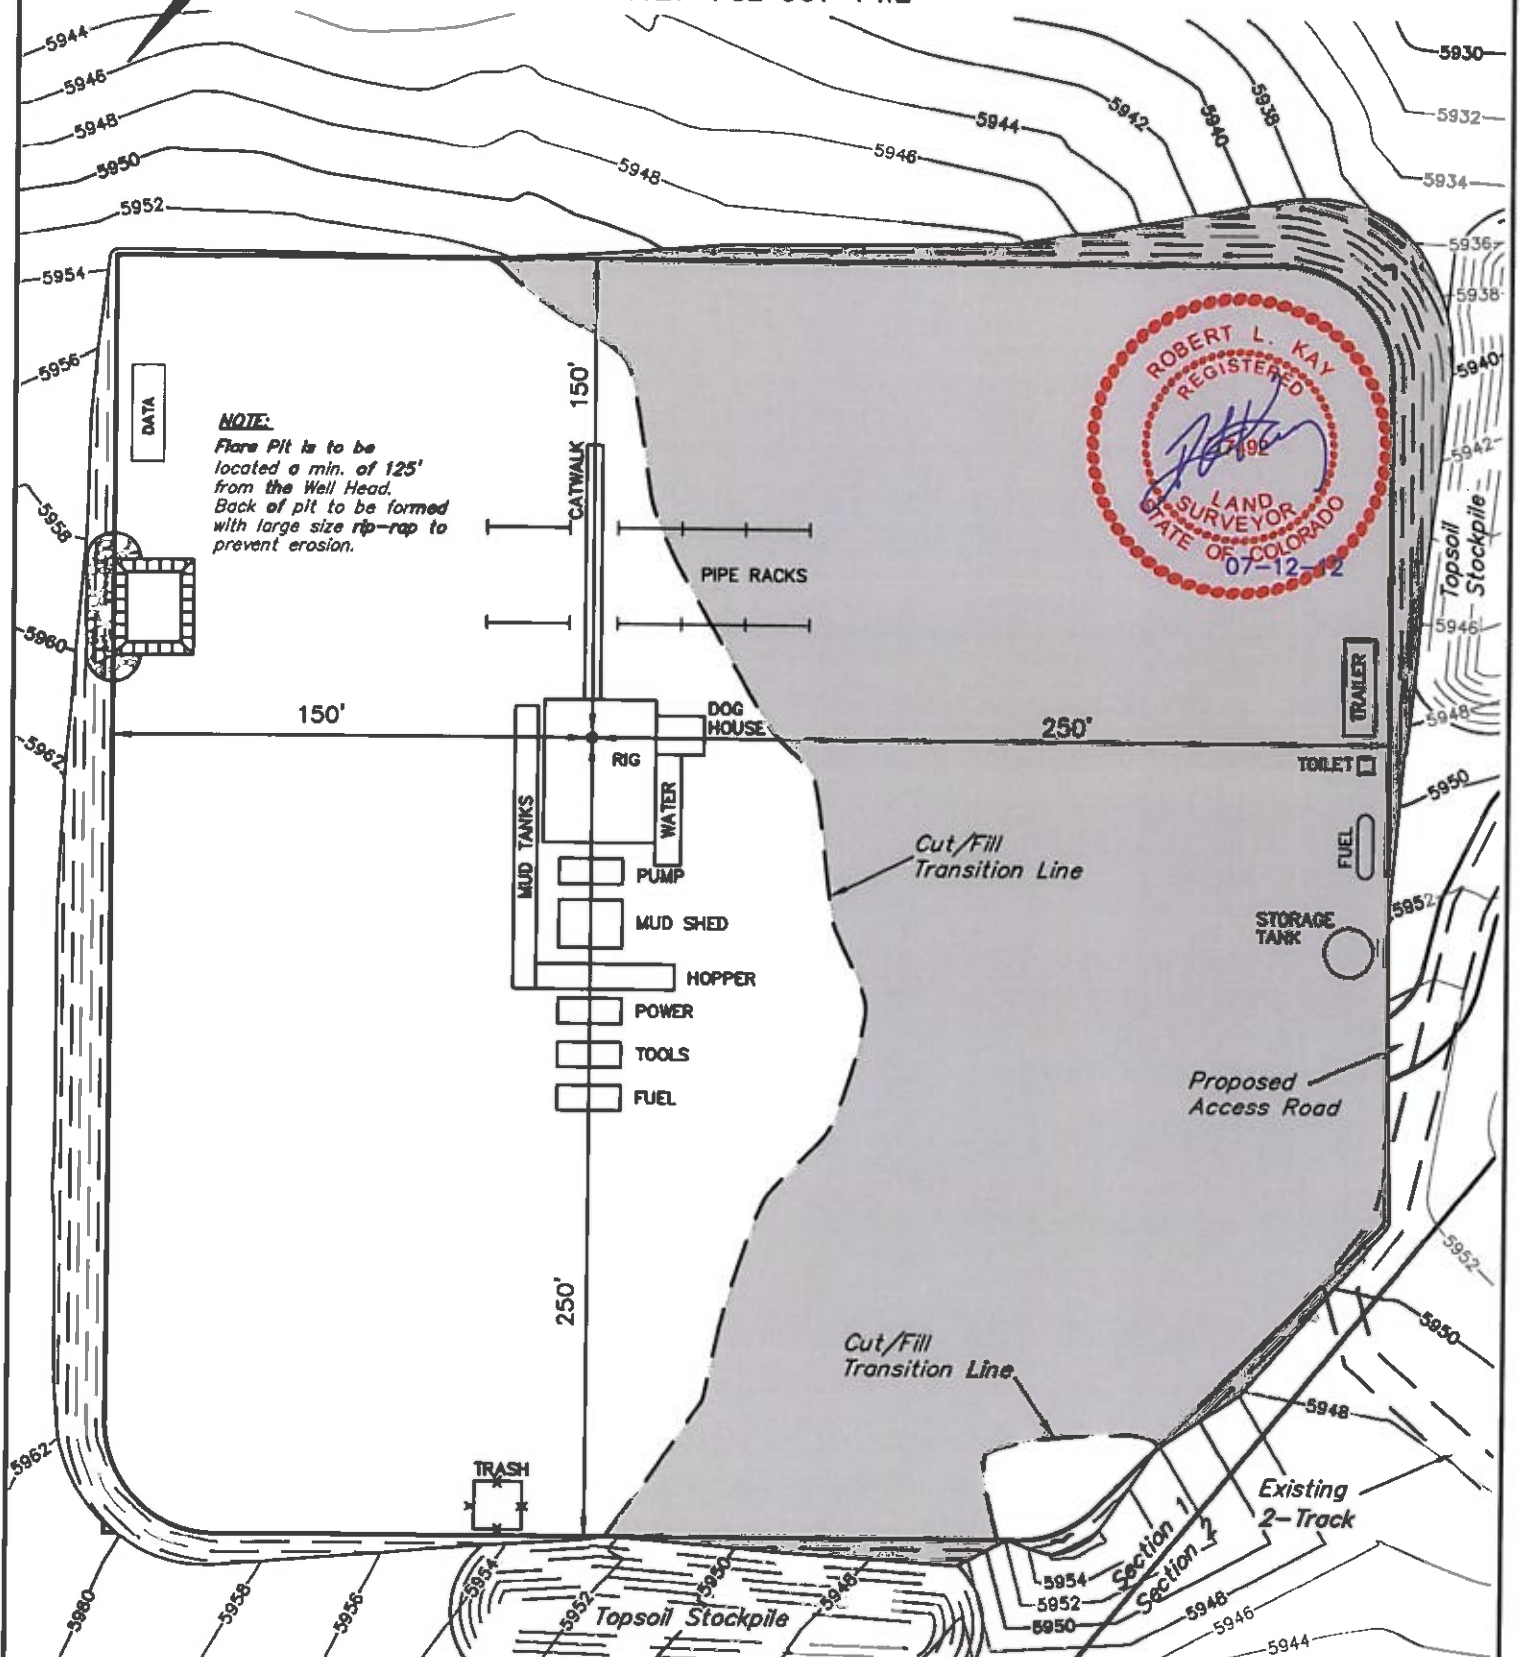 5944
5946
5948
5950
5952
5954
5956
5958
5960
5962
5930
5932
5934
5936
5938
5940
5942
5946
5948
5950
5952
5942
5940
5938
5944
5946
5948
DATA
NOTE:
Flare Pit is to be
located a min. of 125'
from the Well Head.
Back of pit to be formed
with large size rip-rap to
prevent erosion.
150'
CATWALK
PIPE RACKS
ROBERT L. KAY
REGISTERED
LAND
SURVEYOR
STATE OF COLORADO
07-12-12
Topsoil
Stockpile
TRAILER
150'
DOG
HOUSE
250'
RIG
TOILET
MUD TANKS
WATER
FUEL
PUMP
MUD SHED
HOPPER
POWER
TOOLS
FUEL
Cut/Fill
Transition Line
STORAGE
TANK
Proposed
Access Road
250'
Cut/Fill
Transition Line
TRASH
5952
5950
5948
Existing
2-Track
Section 1
Section 2
5962
5980
5958
5956
5954
5952
5950
5948
Topsoil Stockpile
5954
5952
5950
5948
5946
5944